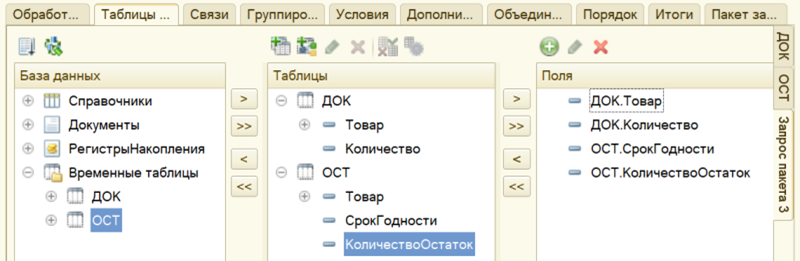 Обработ...
Таблицы ...
Связи
Группиро...
Условия
Дополни...
Объедин...
Порядок
Итоги
Пакет за...
База данных
Справочники
Документы
РегистрыНакопления
Временные таблицы
ДОК
ОСТ
>
>>
<
<<
Таблицы
ДОК
Товар
Количество
ОСТ
Товар
СрокГодности
КоличествоОстаток
>
>>
<
<<
Поля
ДОК.Товар
ДОК.Количество
ОСТ.СрокГодности
ОСТ.КоличествоОстаток
ДОК
ОСТ
Запрос пакета 3